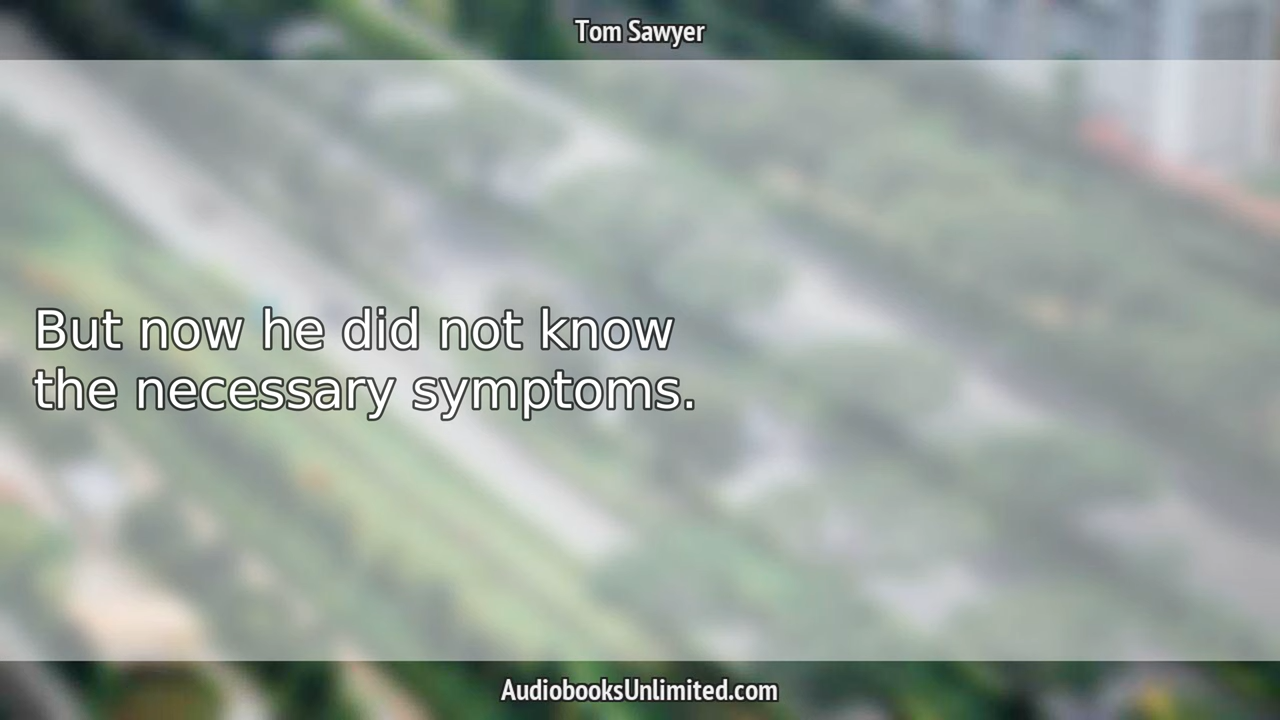 Tom Sawyer
But now he did not know
the necessary symptoms.
AudiobooksUnlimited.com